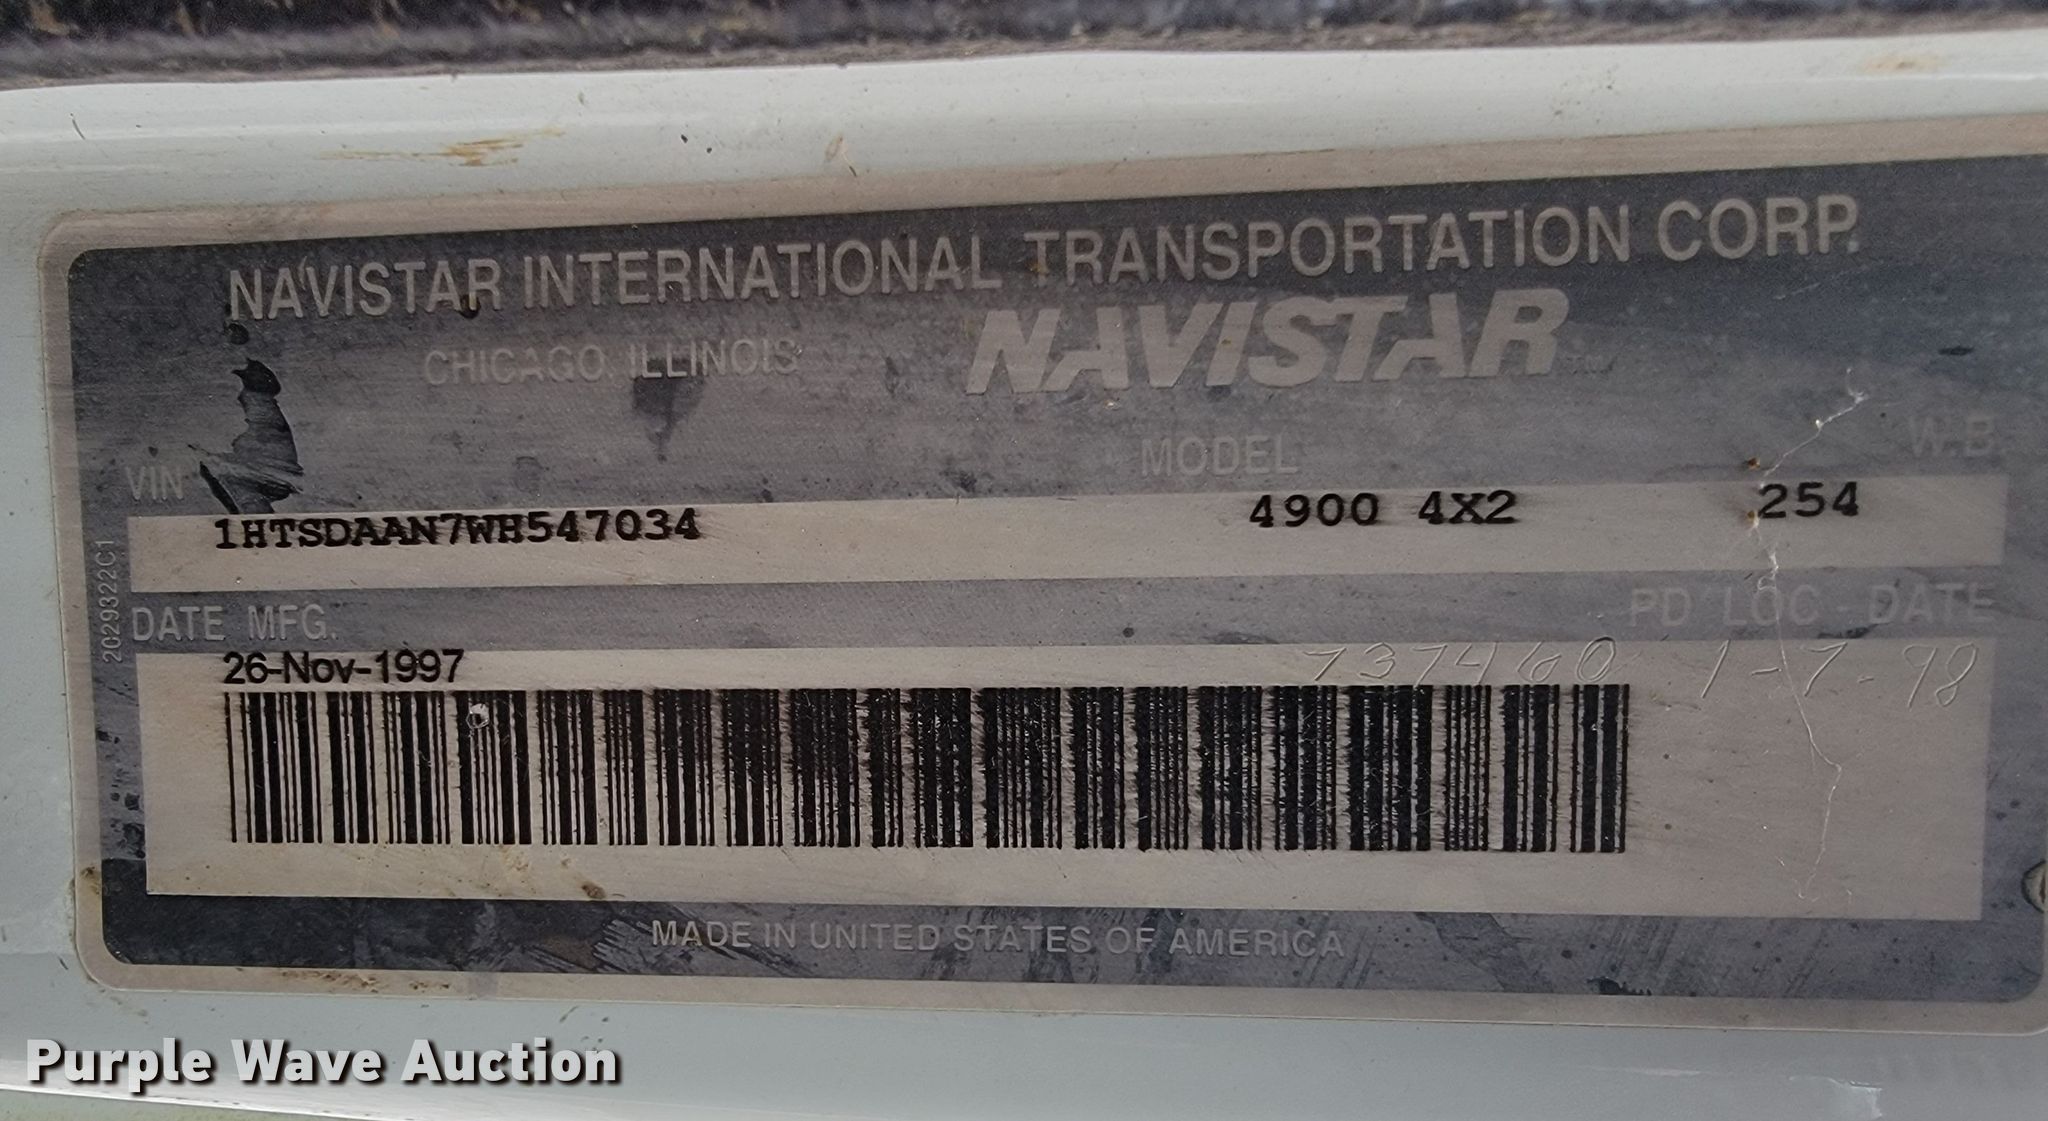 NAVISTAR INTERNATIONAL TRANSPORTATION CORP.
CHICAGO, ILLINOIS
NAVISTAR
VIN
MODEL
W.B.
1HTSDAAN7WH547034
4900 4X2
254
2029322C1
DATE MFG.
PD LOC - DATE
26-Nov-1997
737460 1-7-98
MADE IN UNITED STATES OF AMERICA
Purple Wave Auction